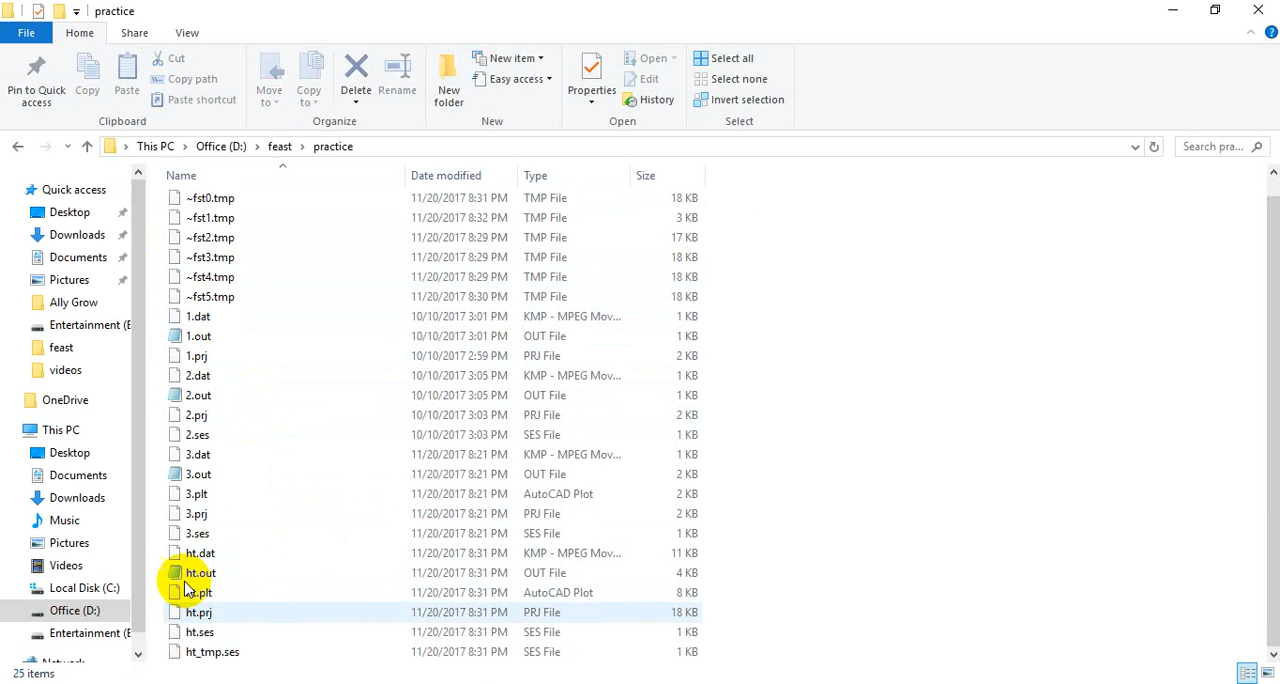 practice
File Home Share View
Pin to Quick access
Copy
Paste
Cut
Copy path
Paste shortcut
Clipboard
Move to
Copy to
Delete
Rename
Organize
New folder
New item
Easy access
New
Properties
Open
Edit
History
Open
Select all
Select none
Invert selection
Select
This PC > Office (D:) > feast > practice
Search pra...
Quick access
Desktop
Downloads
Documents
Pictures
Ally Grow
Entertainment (E
feast
videos
OneDrive
This PC
Desktop
Documents
Downloads
Music
Pictures
Videos
Local Disk (C:)
Office (D:)
Entertainment (E
Name Date modified Type Size
~fst0.tmp 11/20/2017 8:31 PM TMP File 18 KB
~fst1.tmp 11/20/2017 8:32 PM TMP File 3 KB
~fst2.tmp 11/20/2017 8:29 PM TMP File 17 KB
~fst3.tmp 11/20/2017 8:29 PM TMP File 18 KB
~fst4.tmp 11/20/2017 8:29 PM TMP File 18 KB
~fst5.tmp 11/20/2017 8:30 PM TMP File 18 KB
1.dat 10/10/2017 3:01 PM KMP - MPEG Mov... 1 KB
1.out 10/10/2017 3:01 PM OUT File 1 KB
1.prj 10/10/2017 2:59 PM PRJ File 2 KB
2.dat 10/10/2017 3:05 PM KMP - MPEG Mov... 1 KB
2.out 10/10/2017 3:05 PM OUT File 1 KB
2.prj 10/10/2017 3:03 PM PRJ File 2 KB
2.ses 10/10/2017 3:03 PM SES File 1 KB
3.dat 11/20/2017 8:21 PM KMP - MPEG Mov... 1 KB
3.out 11/20/2017 8:21 PM OUT File 2 KB
3.plt 11/20/2017 8:21 PM AutoCAD Plot 2 KB
3.prj 11/20/2017 8:21 PM PRJ File 2 KB
3.ses 11/20/2017 8:21 PM SES File 1 KB
ht.dat 11/20/2017 8:31 PM KMP - MPEG Mov... 11 KB
ht.out 11/20/2017 8:31 PM OUT File 4 KB
ht.plt 11/20/2017 8:31 PM AutoCAD Plot 8 KB
ht.prj 11/20/2017 8:31 PM PRJ File 18 KB
ht.ses 11/20/2017 8:31 PM SES File 1 KB
ht_tmp.ses 11/20/2017 8:31 PM SES File 1 KB
25 items